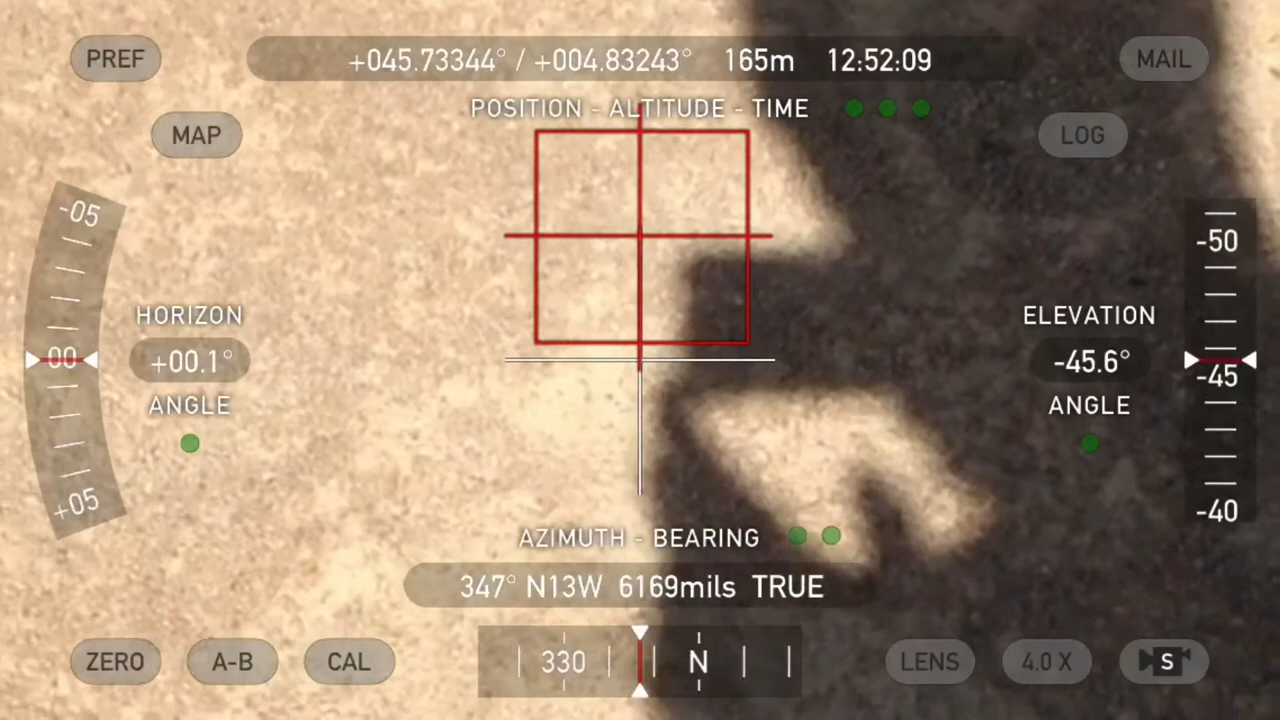 PREF
+045.73344° / +004.83243° 165m 12:52:09
MAIL
POSITION - ALTITUDE - TIME
MAP
LOG
-05
00
+05
HORIZON
+00.1°
ANGLE
ELEVATION
-45.6°
ANGLE
-50
-45
-40
AZIMUTH - BEARING
347° N13W 6169mils TRUE
ZERO
A-B
CAL
330
N
LENS
4.0 X
S